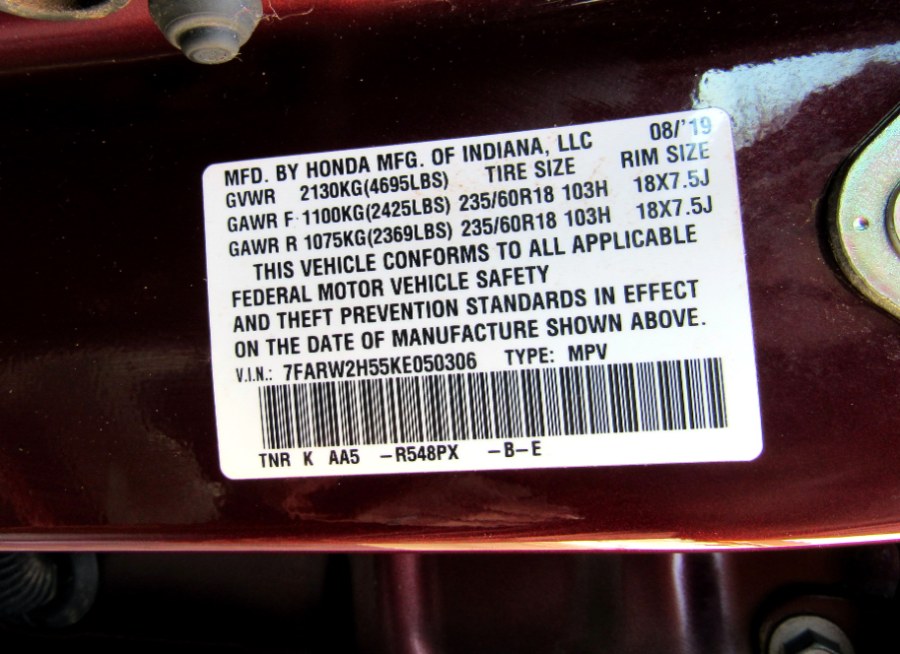 MFD. BY HONDA MFG. OF INDIANA, LLC 08/'19
GVWR 2130KG(4695LBS) TIRE SIZE RIM SIZE
GAWR F 1100KG(2425LBS) 235/60R18 103H 18X7.5J
GAWR R 1075KG(2369LBS) 235/60R18 103H 18X7.5J
THIS VEHICLE CONFORMS TO ALL APPLICABLE
FEDERAL MOTOR VEHICLE SAFETY
AND THEFT PREVENTION STANDARDS IN EFFECT
ON THE DATE OF MANUFACTURE SHOWN ABOVE.
V.I.N.: 7FARW2H55KE050306 TYPE: MPV
TNR K AA5 -R548PX -B-E